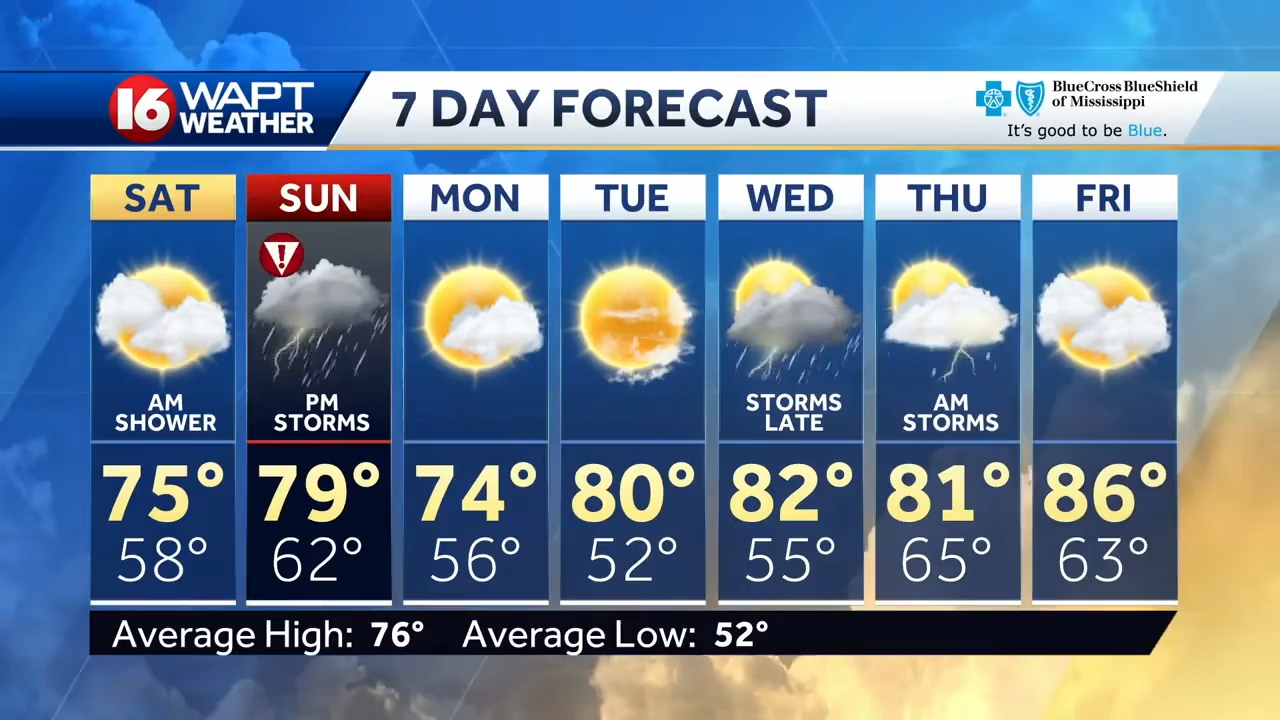 16 WAPT
WEATHER
7 DAY FORECAST
BlueCross BlueShield
of Mississippi
It's good to be Blue.
SAT SUN MON TUE WED THU FRI
!
AM
SHOWER
PM
STORMS
STORMS
LATE
AM
STORMS
75° 79° 74° 80° 82° 81° 86°
58° 62° 56° 52° 55° 65° 63°
Average High: 76° Average Low: 52°